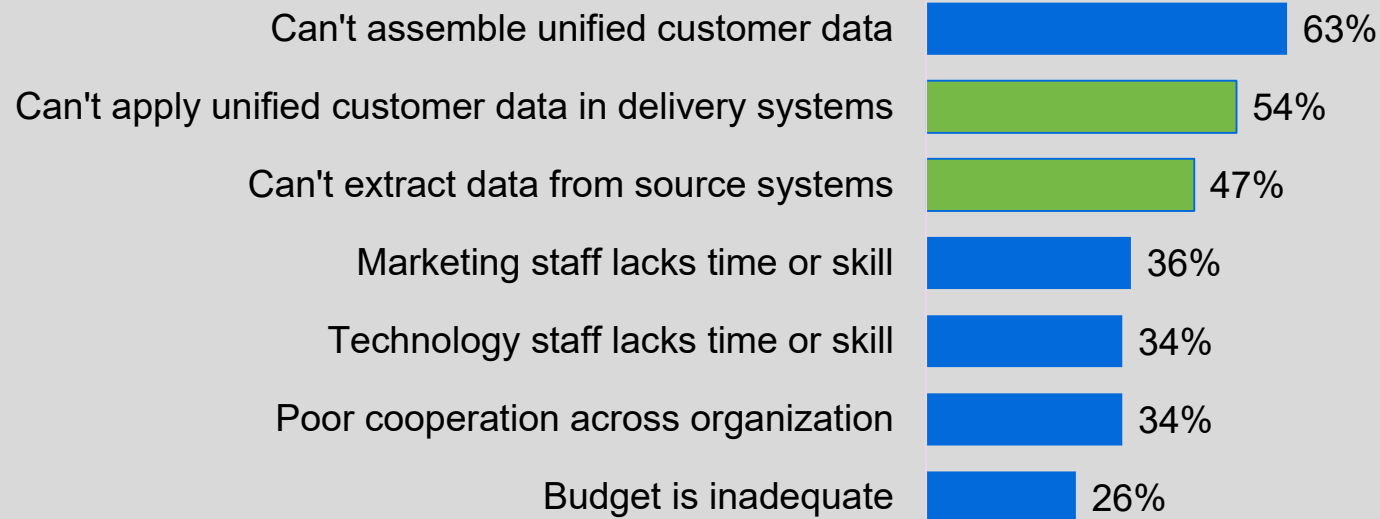 Can't assemble unified customer data 63%
Can't apply unified customer data in delivery systems 54%
Can't extract data from source systems 47%
Marketing staff lacks time or skill 36%
Technology staff lacks time or skill 34%
Poor cooperation across organization 34%
Budget is inadequate 26%